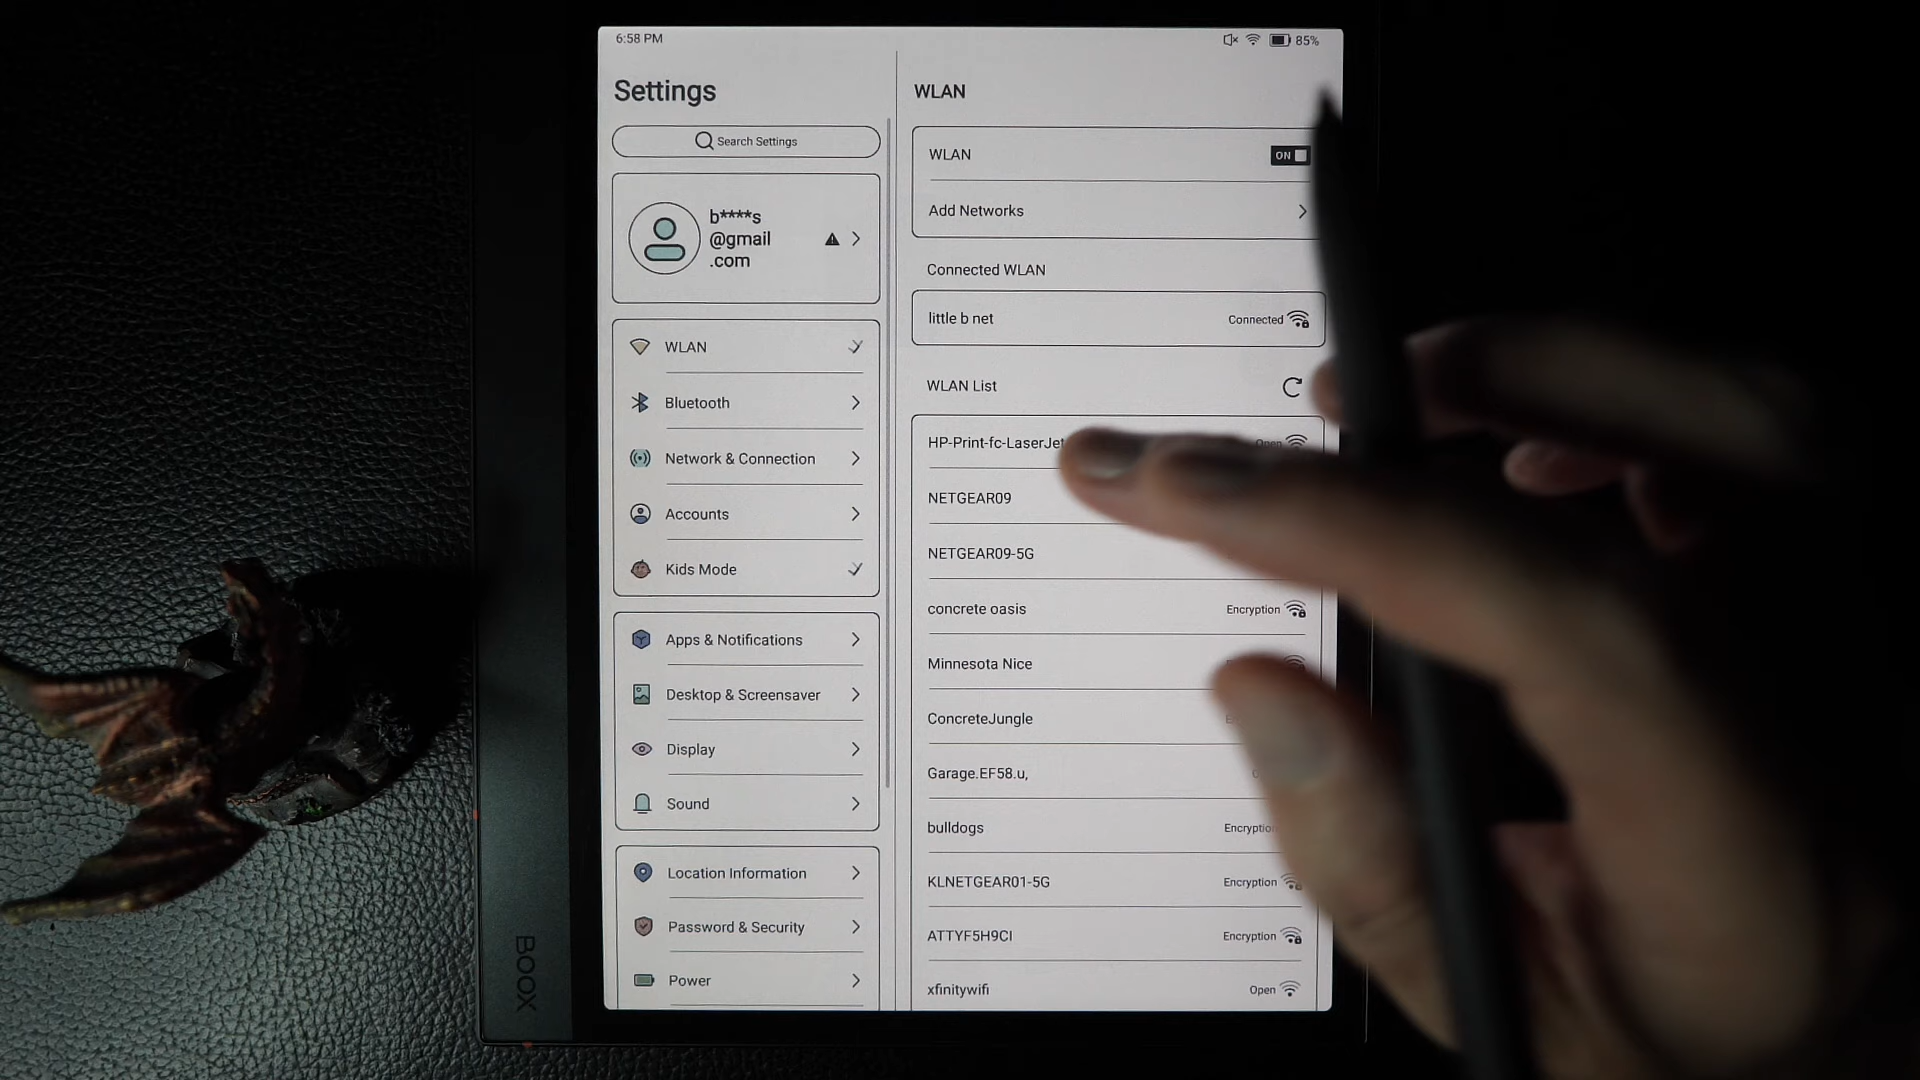 6:58 PM
85%
Settings
Search Settings
b****s
@gmail
.com
WLAN
Bluetooth
Network & Connection
Accounts
Kids Mode
Apps & Notifications
Desktop & Screensaver
Display
Sound
Location Information
Password & Security
Power
WLAN
WLAN ON
Add Networks
Connected WLAN
little b net Connected
WLAN List
HP-Print-fc-LaserJet Open
NETGEAR09
NETGEAR09-5G
concrete oasis Encryption
Minnesota Nice
ConcreteJungle
Garage.EF58.u,
bulldogs Encryption
KLNETGEAR01-5G Encryption
ATTYF5H9CI Encryption
xfinitywifi Open
BOOX